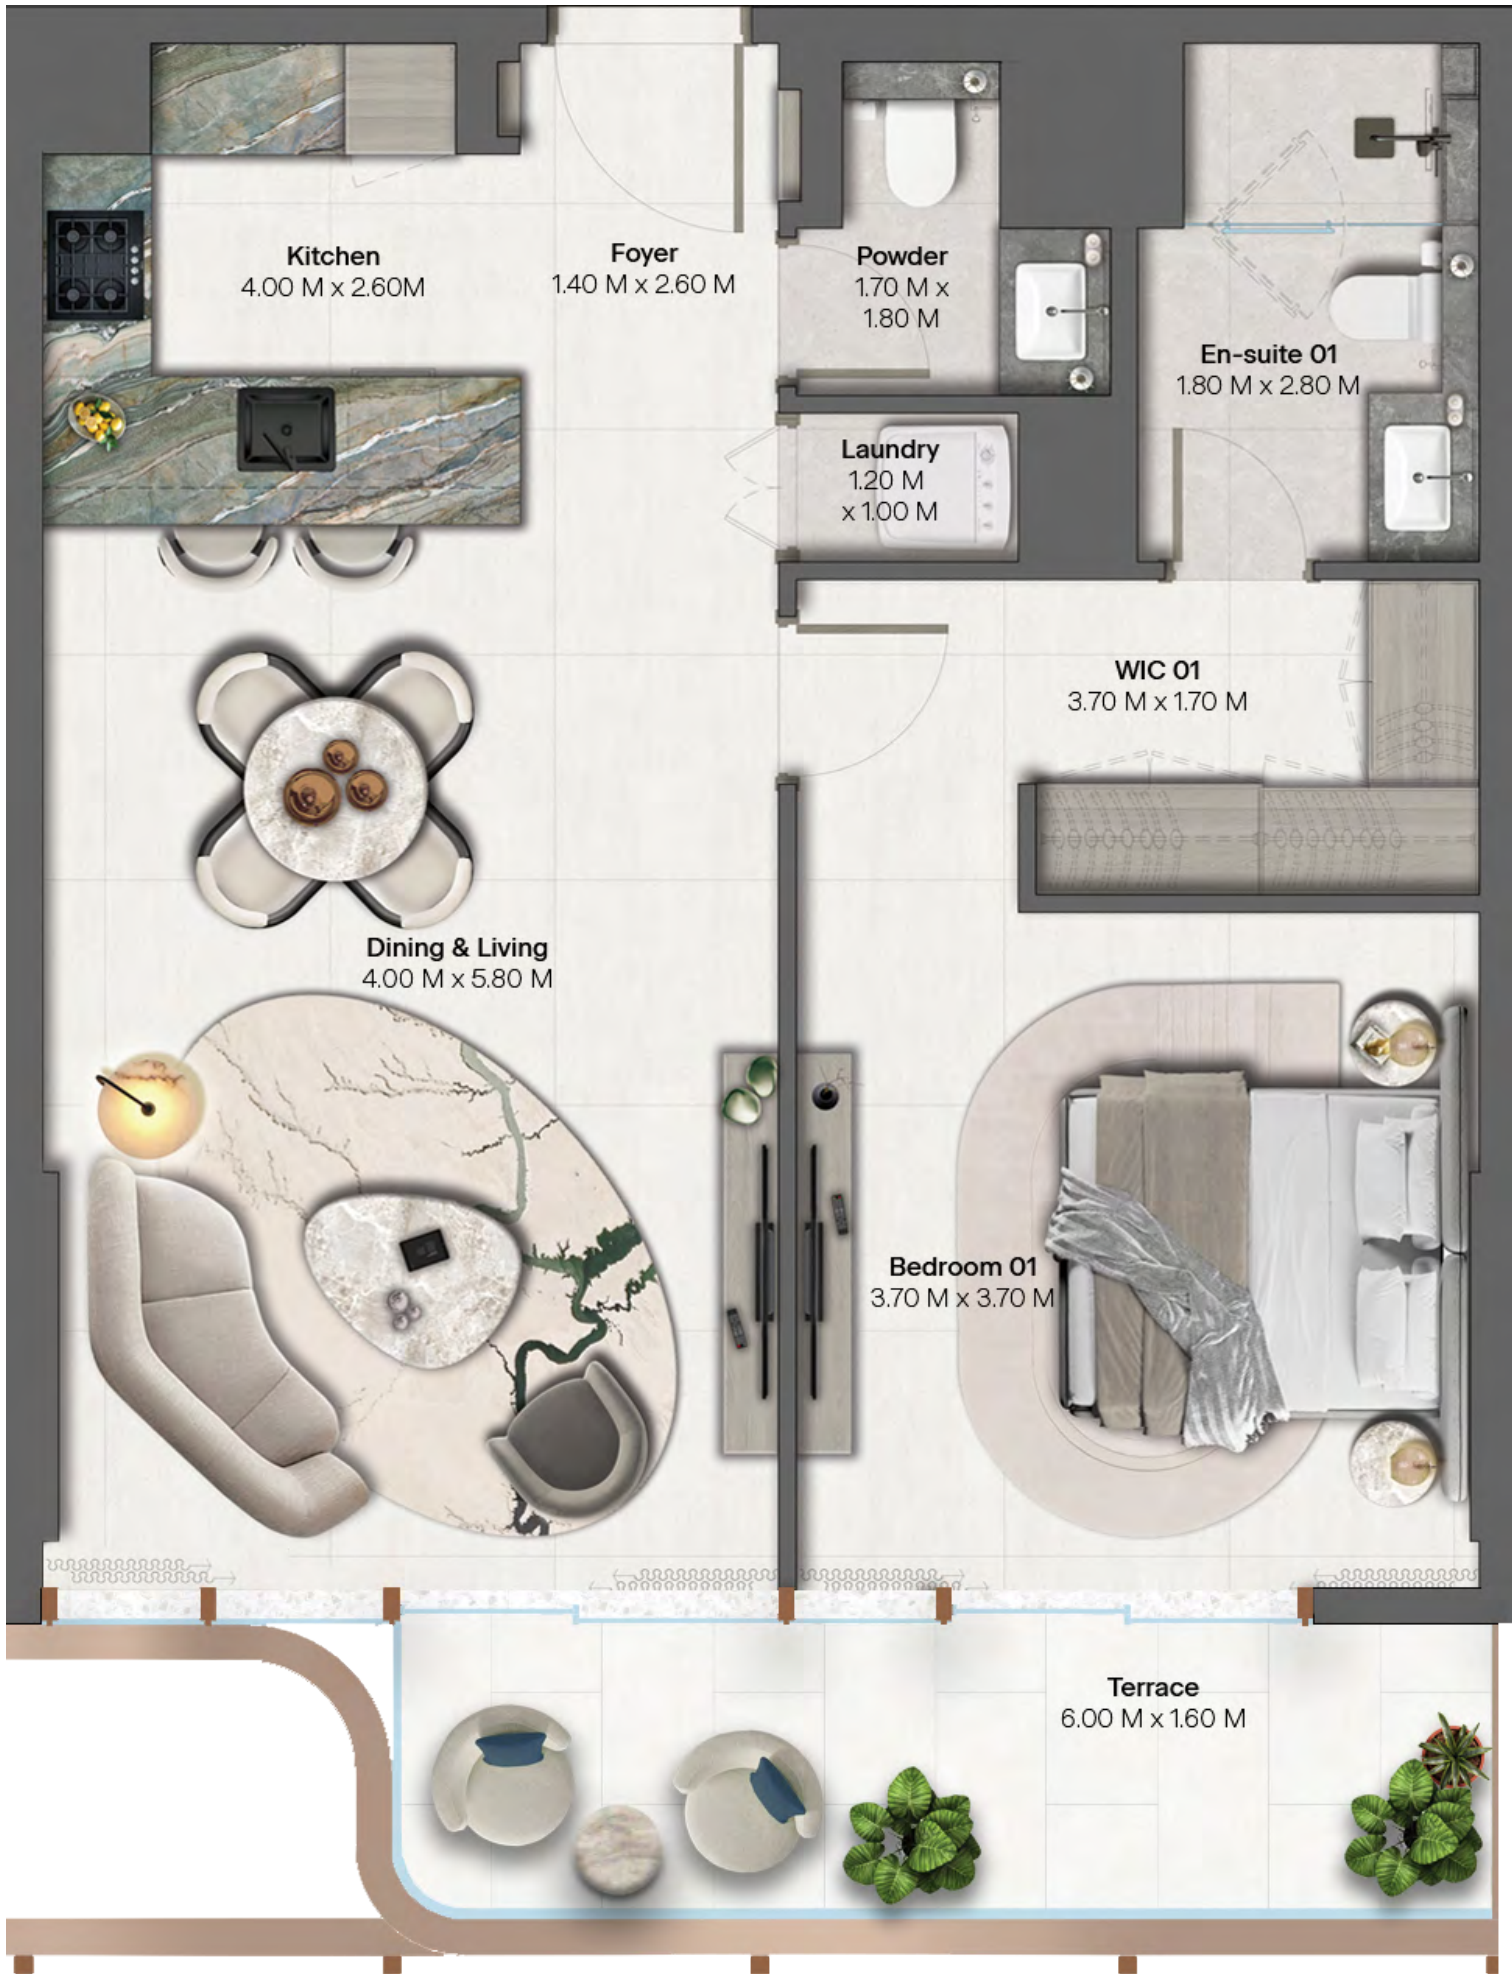 Kitchen
4.00 M x 2.60M
Foyer
1.40 M x 2.60 M
Powder
1.70 M x
1.80 M
En-suite 01
1.80 M x 2.80 M
Laundry
1.20 M
x 1.00 M
WIC 01
3.70 M x 1.70 M
Dining & Living
4.00 M x 5.80 M
Bedroom 01
3.70 M x 3.70 M
Terrace
6.00 M x 1.60 M